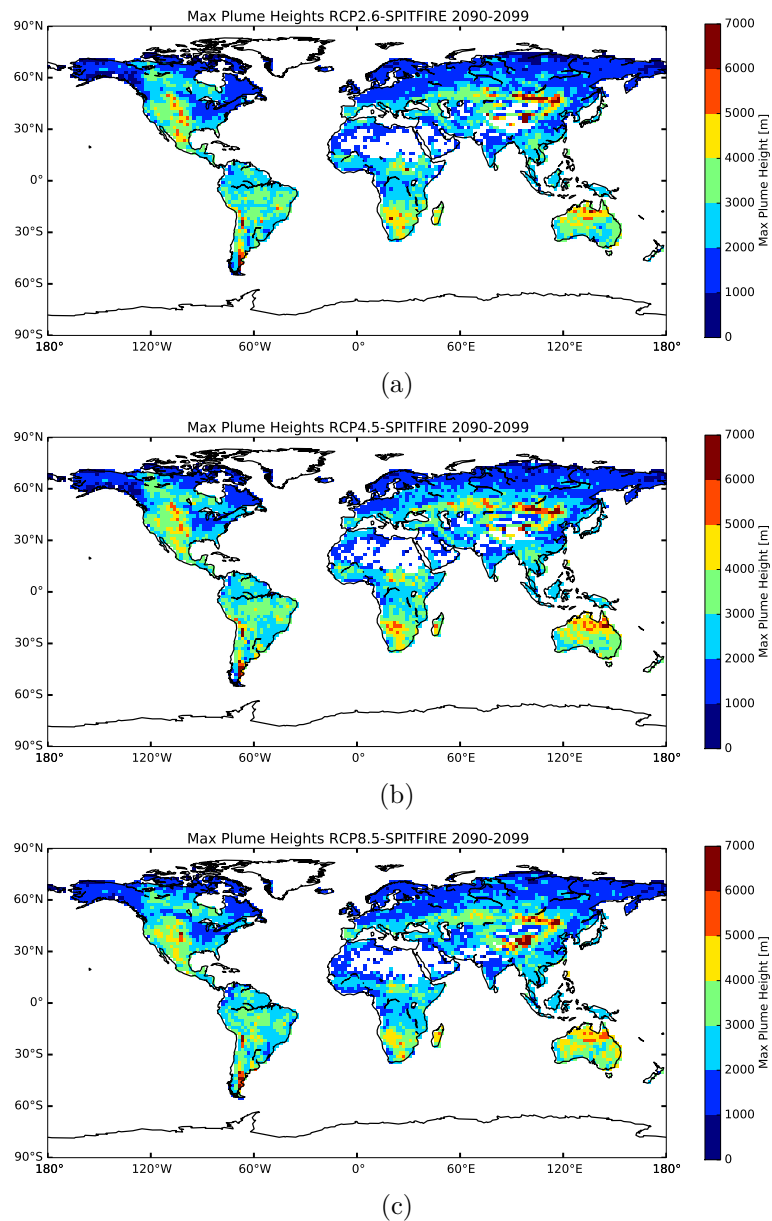 Max Plume Heights RCP2.6-SPITFIRE 2090-2099
90°N
60°N
30°N
0°
30°S
60°S
90°S
180° 120°W 60°W 0° 60°E 120°E 180°
7000
6000
5000
4000
3000
2000
1000
0
Max Plume Height [m]
(a)
Max Plume Heights RCP4.5-SPITFIRE 2090-2099
90°N
60°N
30°N
0°
30°S
60°S
90°S
180° 120°W 60°W 0° 60°E 120°E 180°
7000
6000
5000
4000
3000
2000
1000
0
Max Plume Height [m]
(b)
Max Plume Heights RCP8.5-SPITFIRE 2090-2099
90°N
60°N
30°N
0°
30°S
60°S
90°S
180° 120°W 60°W 0° 60°E 120°E 180°
7000
6000
5000
4000
3000
2000
1000
0
Max Plume Height [m]
(c)